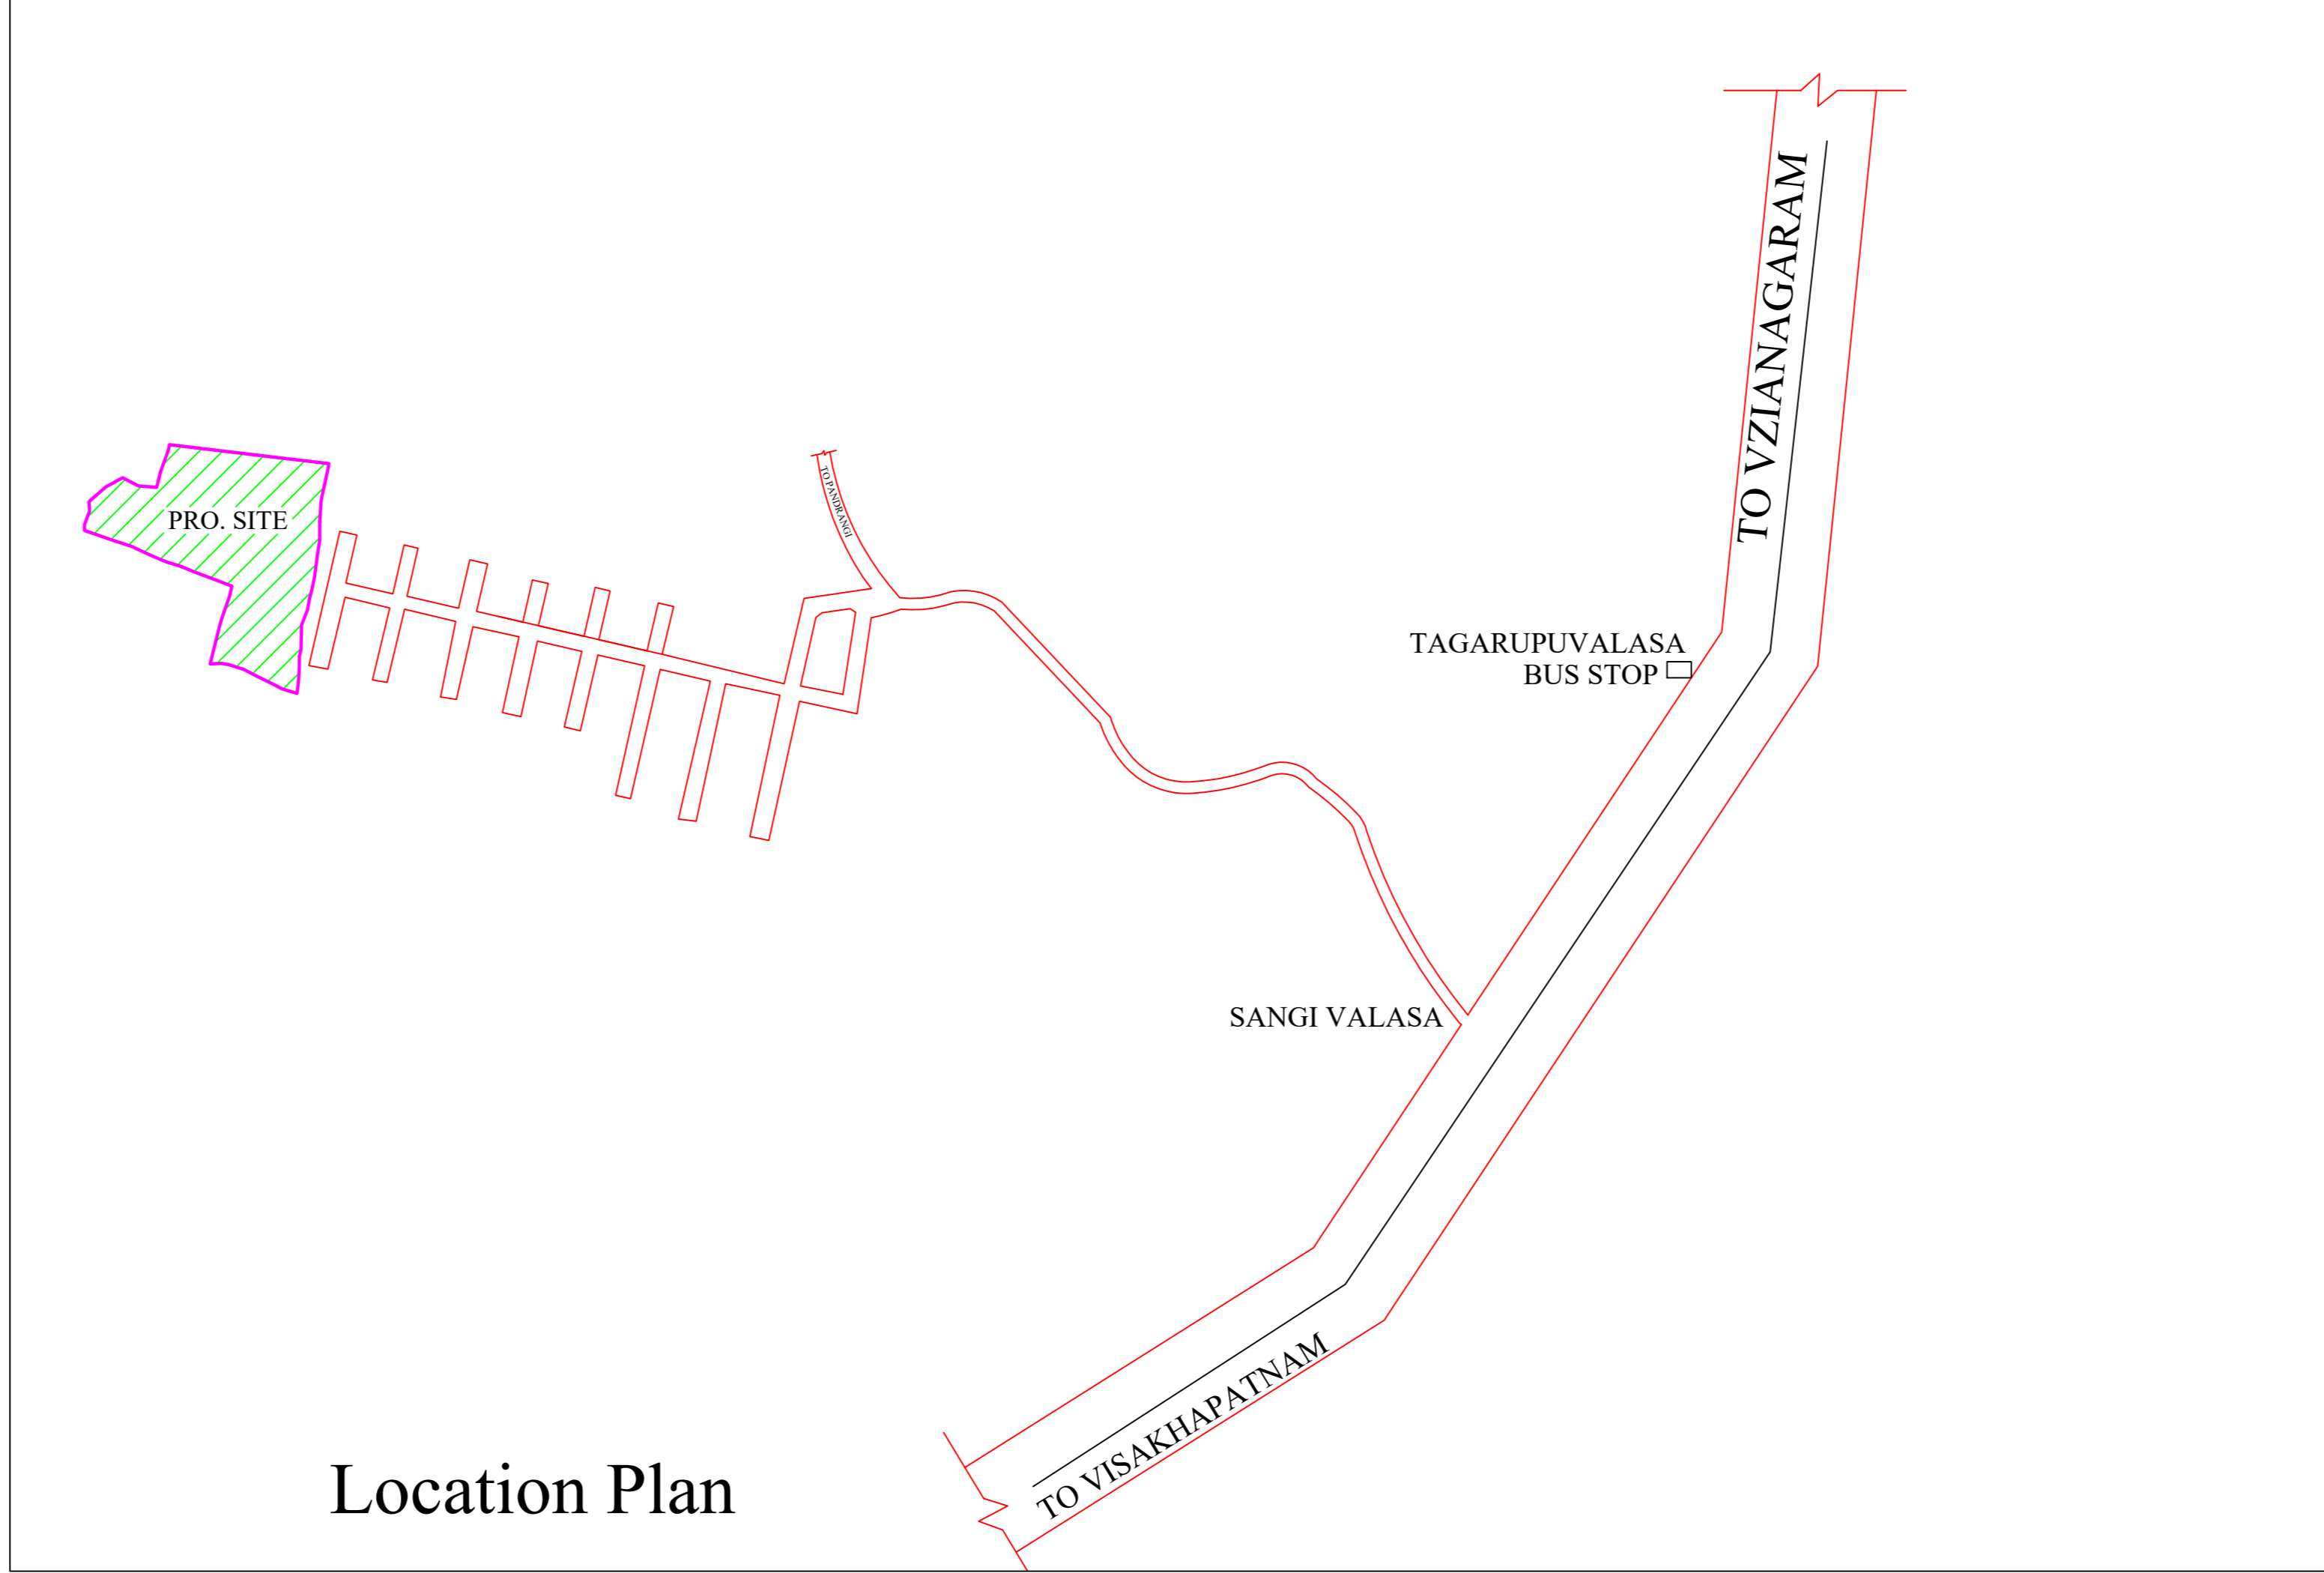 TO VZIANAGARAM
TO PANDRANGI
PRO. SITE
TAGARUPUVALASA
BUS STOP
SANGI VALASA
TO VISAKHAPATNAM
Location Plan